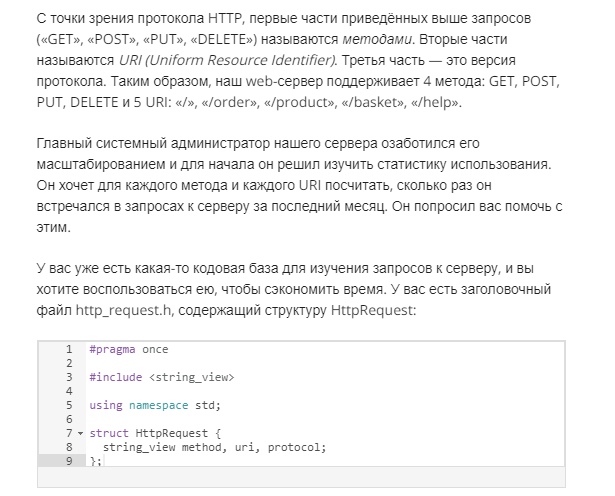 С точки зрения протокола HTTP, первые части приведённых выше запросов
(«GET», «POST», «PUT», «DELETE») называются методами. Вторые части
называются URI (Uniform Resource Identifier). Третья часть — это версия
протокола. Таким образом, наш web-сервер поддерживает 4 метода: GET, POST,
PUT, DELETE и 5 URI: «/», «/order», «/product», «/basket», «/help».
Главный системный администратор нашего сервера озаботился его
масштабированием и для начала он решил изучить статистику использования.
Он хочет для каждого метода и каждого URI посчитать, сколько раз он
встречался в запросах к серверу за последний месяц. Он попросил вас помочь с
этим.
У вас уже есть какая-то кодовая база для изучения запросов к серверу, и вы
хотите воспользоваться ею, чтобы сэкономить время. У вас есть заголовочный
файл http_request.h, содержащий структуру HttpRequest:
1 #pragma once
2
3 #include <string_view>
4
5 using namespace std;
6
7 struct HttpRequest {
8   string_view method, uri, protocol;
9 };